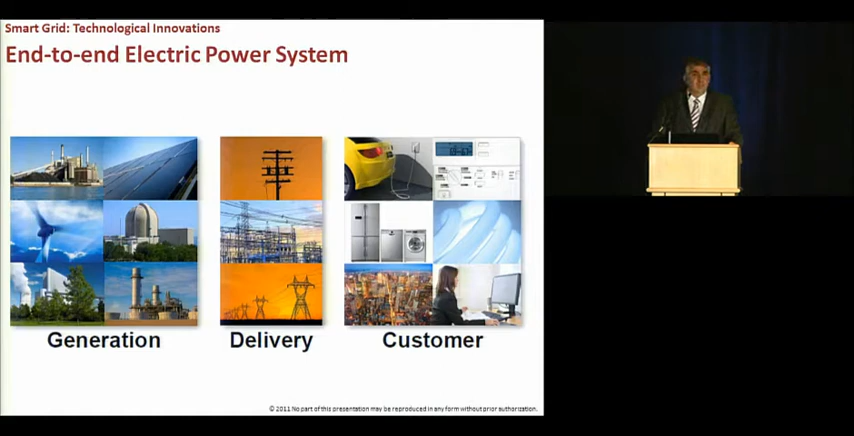 Smart Grid: Technological Innovations
End-to-end Electric Power System
Generation
Delivery
Customer
© 2011 No part of this presentation may be reproduced in any form without prior authorization.